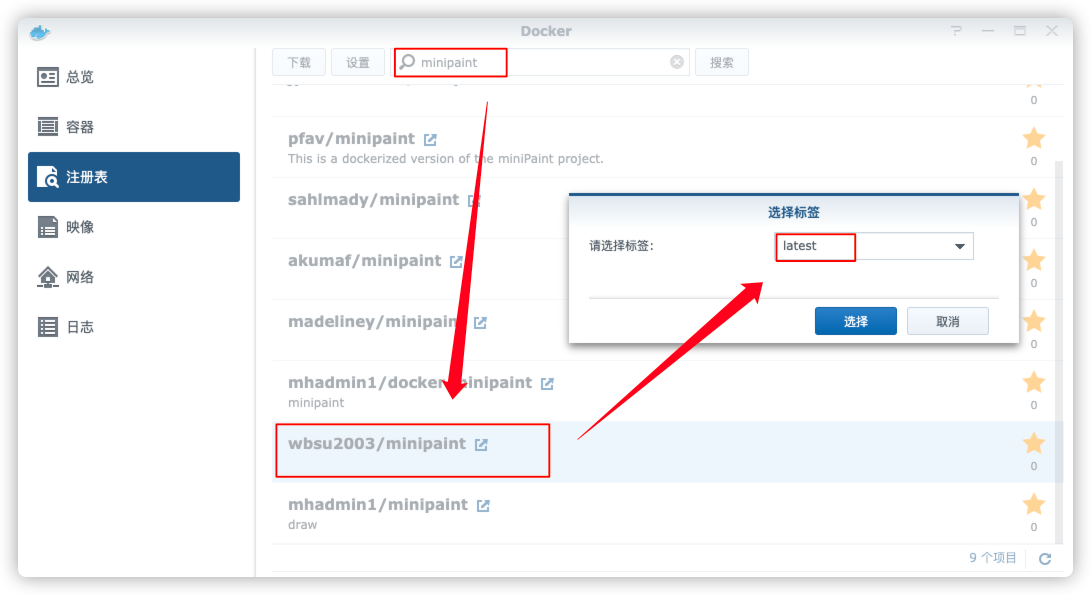 Docker
总览
容器
注册表
映像
网络
日志
下载
设置
minipaint
搜索
0
pfav/minipaint
This is a dockerized version of the miniPaint project.
0
sahlmady/minipaint
0
akumaf/minipaint
0
madeliney/minipaint
0
mhadmin1/docker-minipaint
minipaint
0
wbsu2003/minipaint
0
mhadmin1/minipaint
draw
0
9 个项目
选择标签
请选择标签:
latest
选择
取消